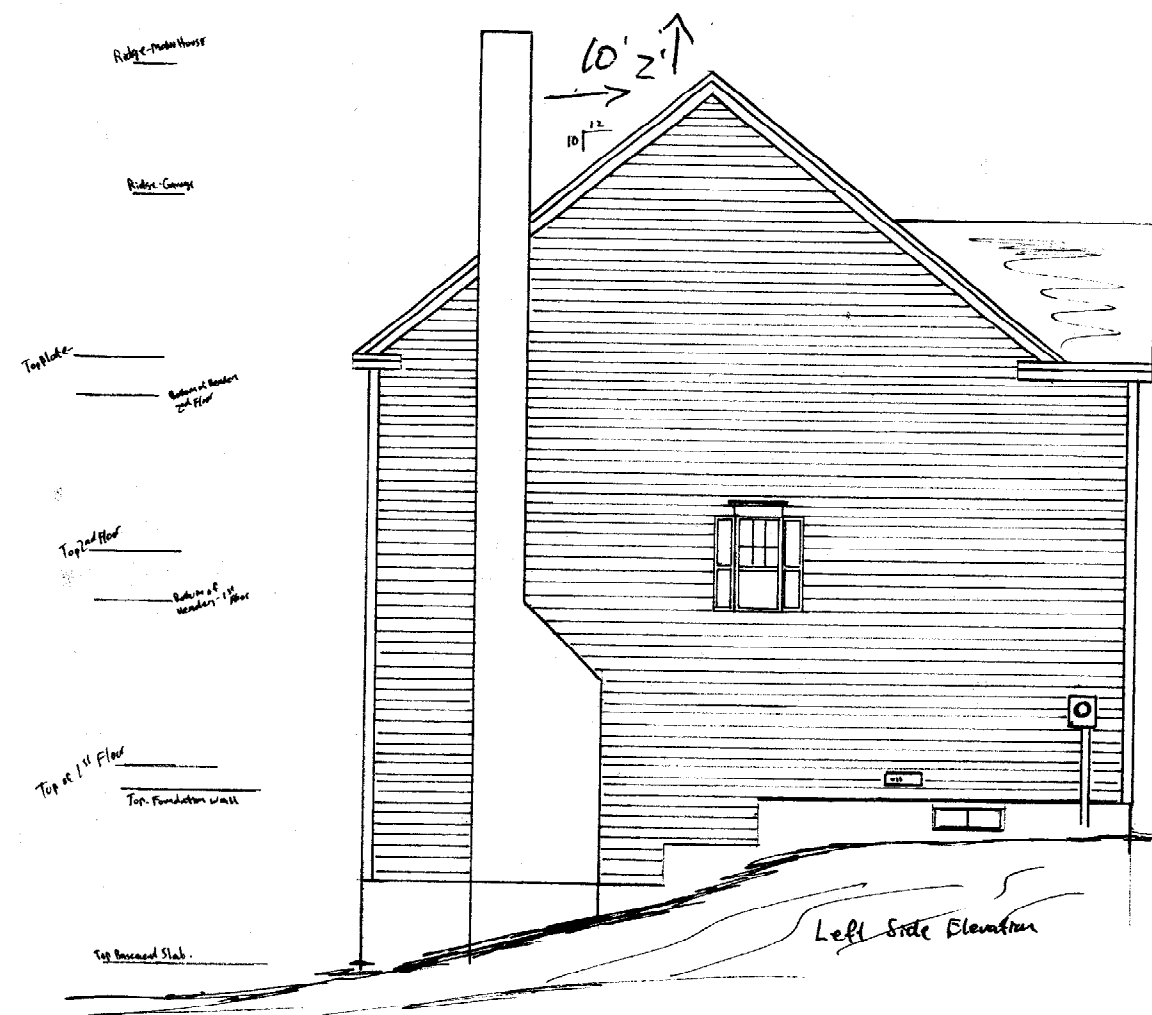 Ridge-Main House
10' 2'
12
10
Ridge-Garage
Top Plate
Bottom of Header
2nd Floor
Top 2nd Floor
Bottom of
Header-1st
floor
Top of 1st Floor
Top-Foundation wall
Left Side Elevation
Top Basement Slab.